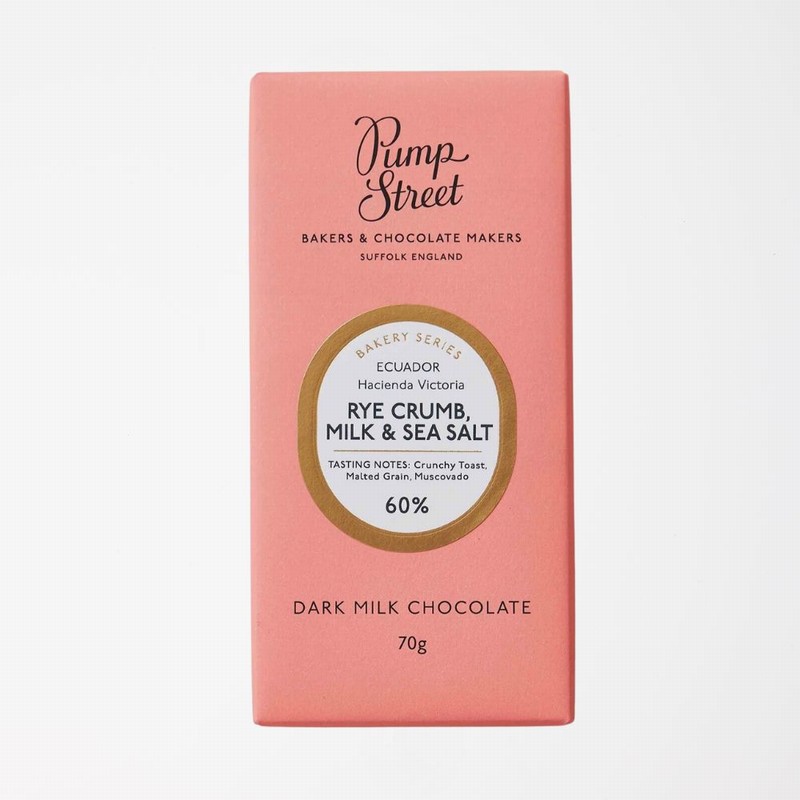 Pump
Street
BAKERS & CHOCOLATE MAKERS
SUFFOLK ENGLAND
BAKERY SERIES
ECUADOR
Hacienda Victoria
RYE CRUMB,
MILK & SEA SALT
TASTING NOTES: Crunchy Toast,
Malted Grain, Muscovado
60%
DARK MILK CHOCOLATE
70g